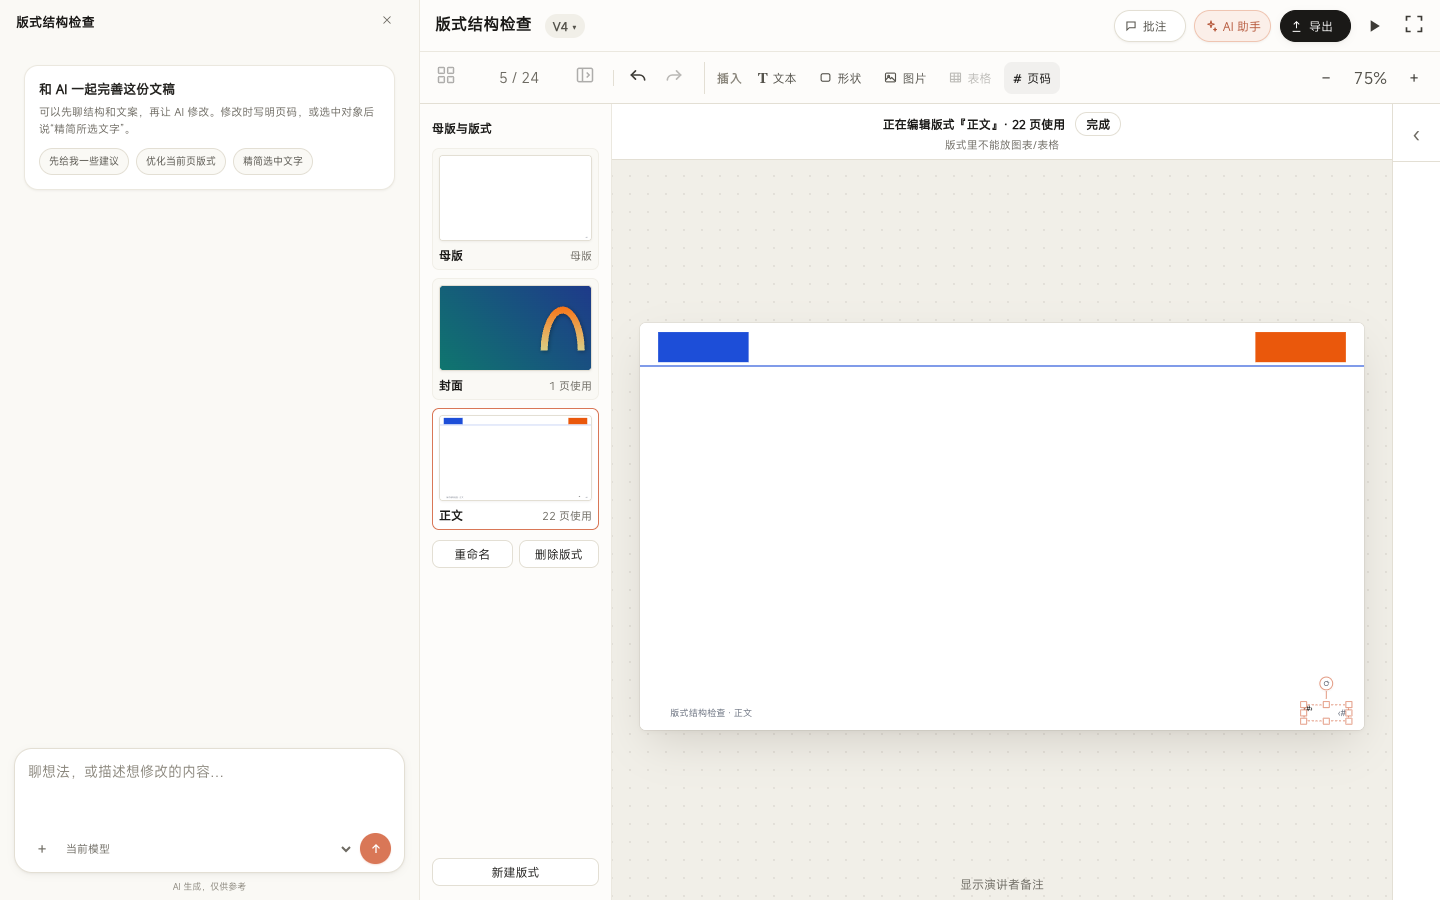 版式结构检查
和 AI 一起完善这份文稿
可以先聊结构和文案，再让 AI 修改。修改时写明页码，或选中对象后
说“精简所选文字”。
先给我一些建议
优化当前页版式
精简选中文字
聊想法，或描述想修改的内容...
当前模型
AI 生成，仅供参考
版式结构检查
V4
批注
AI 助手
导出
5 / 24
插入
T 文本
形状
图片
表格
# 页码
75%
母版与版式
母版
母版
封面
1 页使用
正文
22 页使用
重命名
删除版式
新建版式
正在编辑版式『正文』· 22 页使用
完成
版式里不能放图表/表格
版式结构检查 · 正文
显示演讲者备注